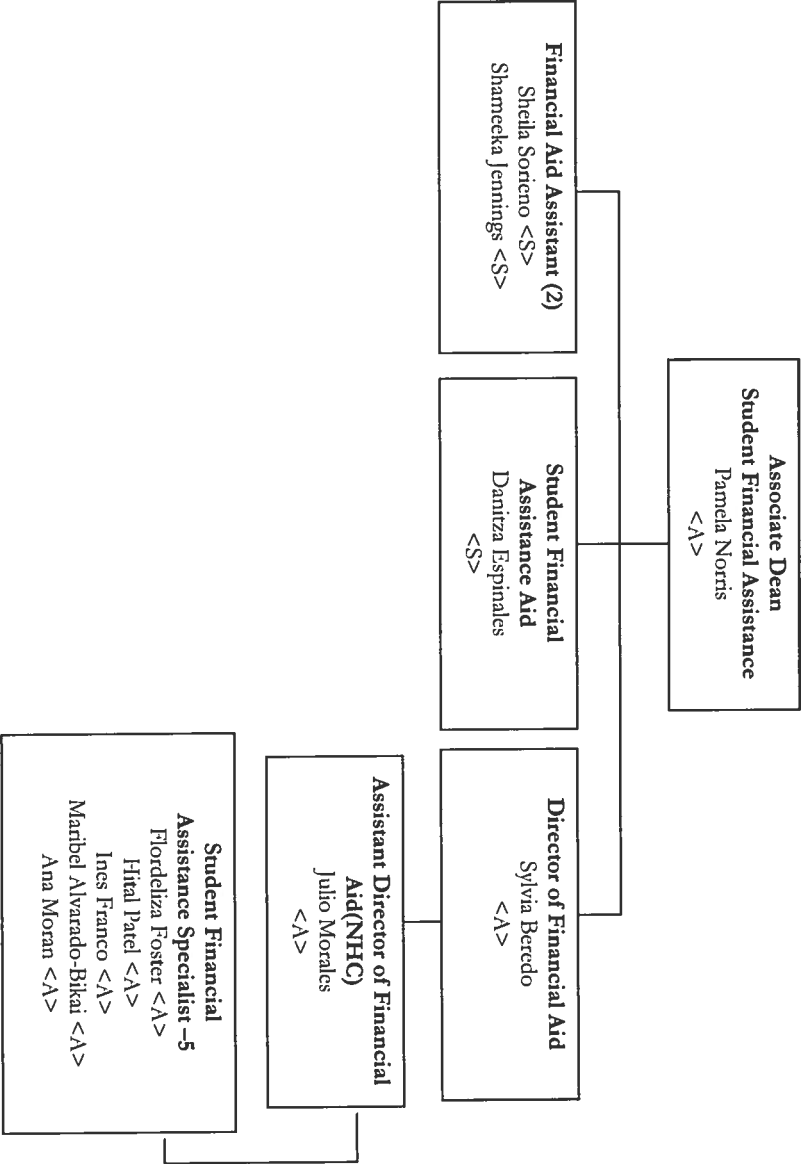 Associate Dean
Student Financial Assistance
Pamela Norris
<A>
Financial Aid Assistant (2)
Sheila Sorieno <S>
Shameeka Jennings <S>
Student Financial
Assistance Aid
Danitza Espinales
<S>
Director of Financial Aid
Sylvia Beredo
<A>
Assistant Director of Financial
Aid(NHC)
Julio Morales
<A>
Student Financial
Assistance Specialist –5
Flordeliza Foster <A>
Hital Patel <A>
Ines Franco <A>
Maribel Alvarado-Bikai <A>
Ana Moran <A>